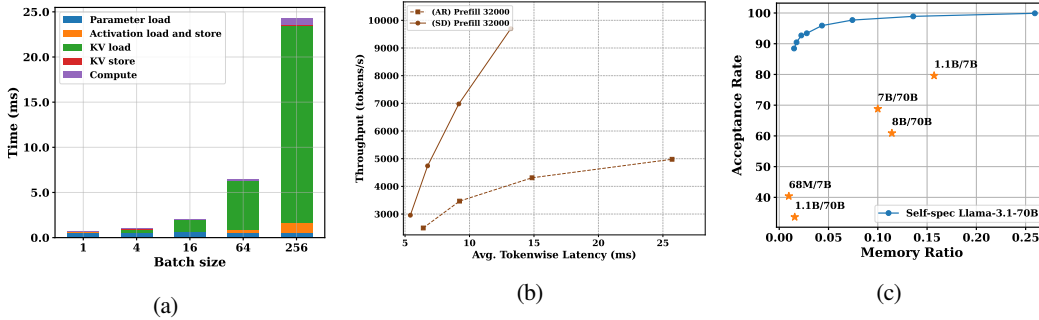 25.0
20.0
15.0
10.0
5.0
0.0
Time (ms)
Parameter load
Activation load and store
KV load
KV store
Compute
1 4 16 64 256
Batch size
(a)
10000
9000
8000
7000
6000
5000
4000
3000
Throughput (tokens/s)
(AR) Prefill 32000
(SD) Prefill 32000
5 10 15 20 25
Avg. Tokenwise Latency (ms)
(b)
100
90
80
70
60
50
40
Acceptance Rate
1.1B/7B
7B/70B
8B/70B
68M/7B
1.1B/70B
Self-spec Llama-3.1-70B
0.00 0.05 0.10 0.15 0.20 0.25
Memory Ratio
(c)